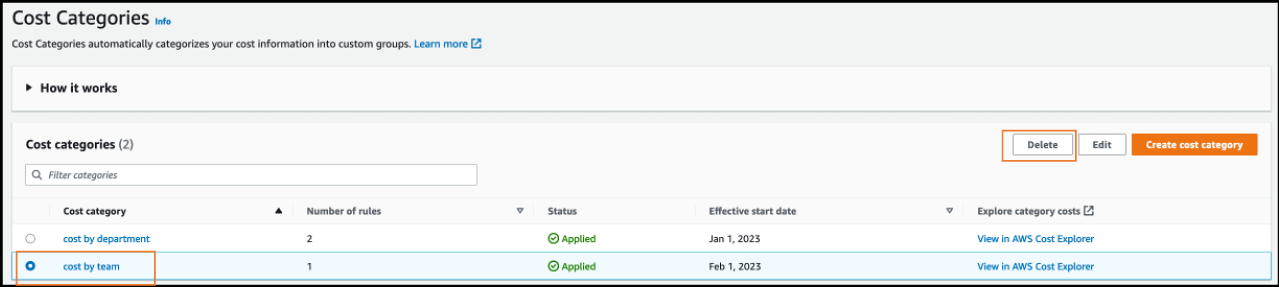 Cost Categories Info
Cost Categories automatically categorizes your cost information into custom groups. Learn more
How it works
Cost categories (2)
Delete
Edit
Create cost category
Filter categories
Cost category Number of rules Status Effective start date Explore category costs
cost by department 2 Applied Jan 1, 2023 View in AWS Cost Explorer
cost by team 1 Applied Feb 1, 2023 View in AWS Cost Explorer